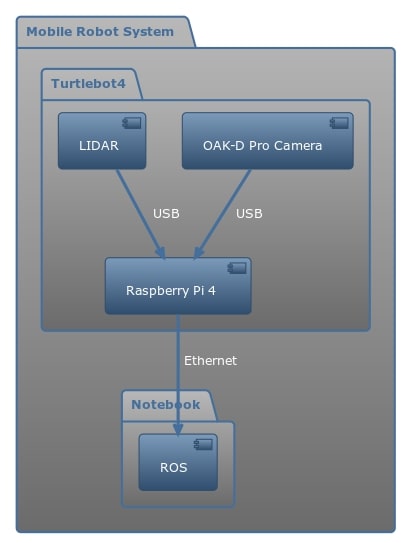 Mobile Robot System
Turtlebot4
LIDAR
OAK-D Pro Camera
USB
USB
Raspberry Pi 4
Ethernet
Notebook
ROS